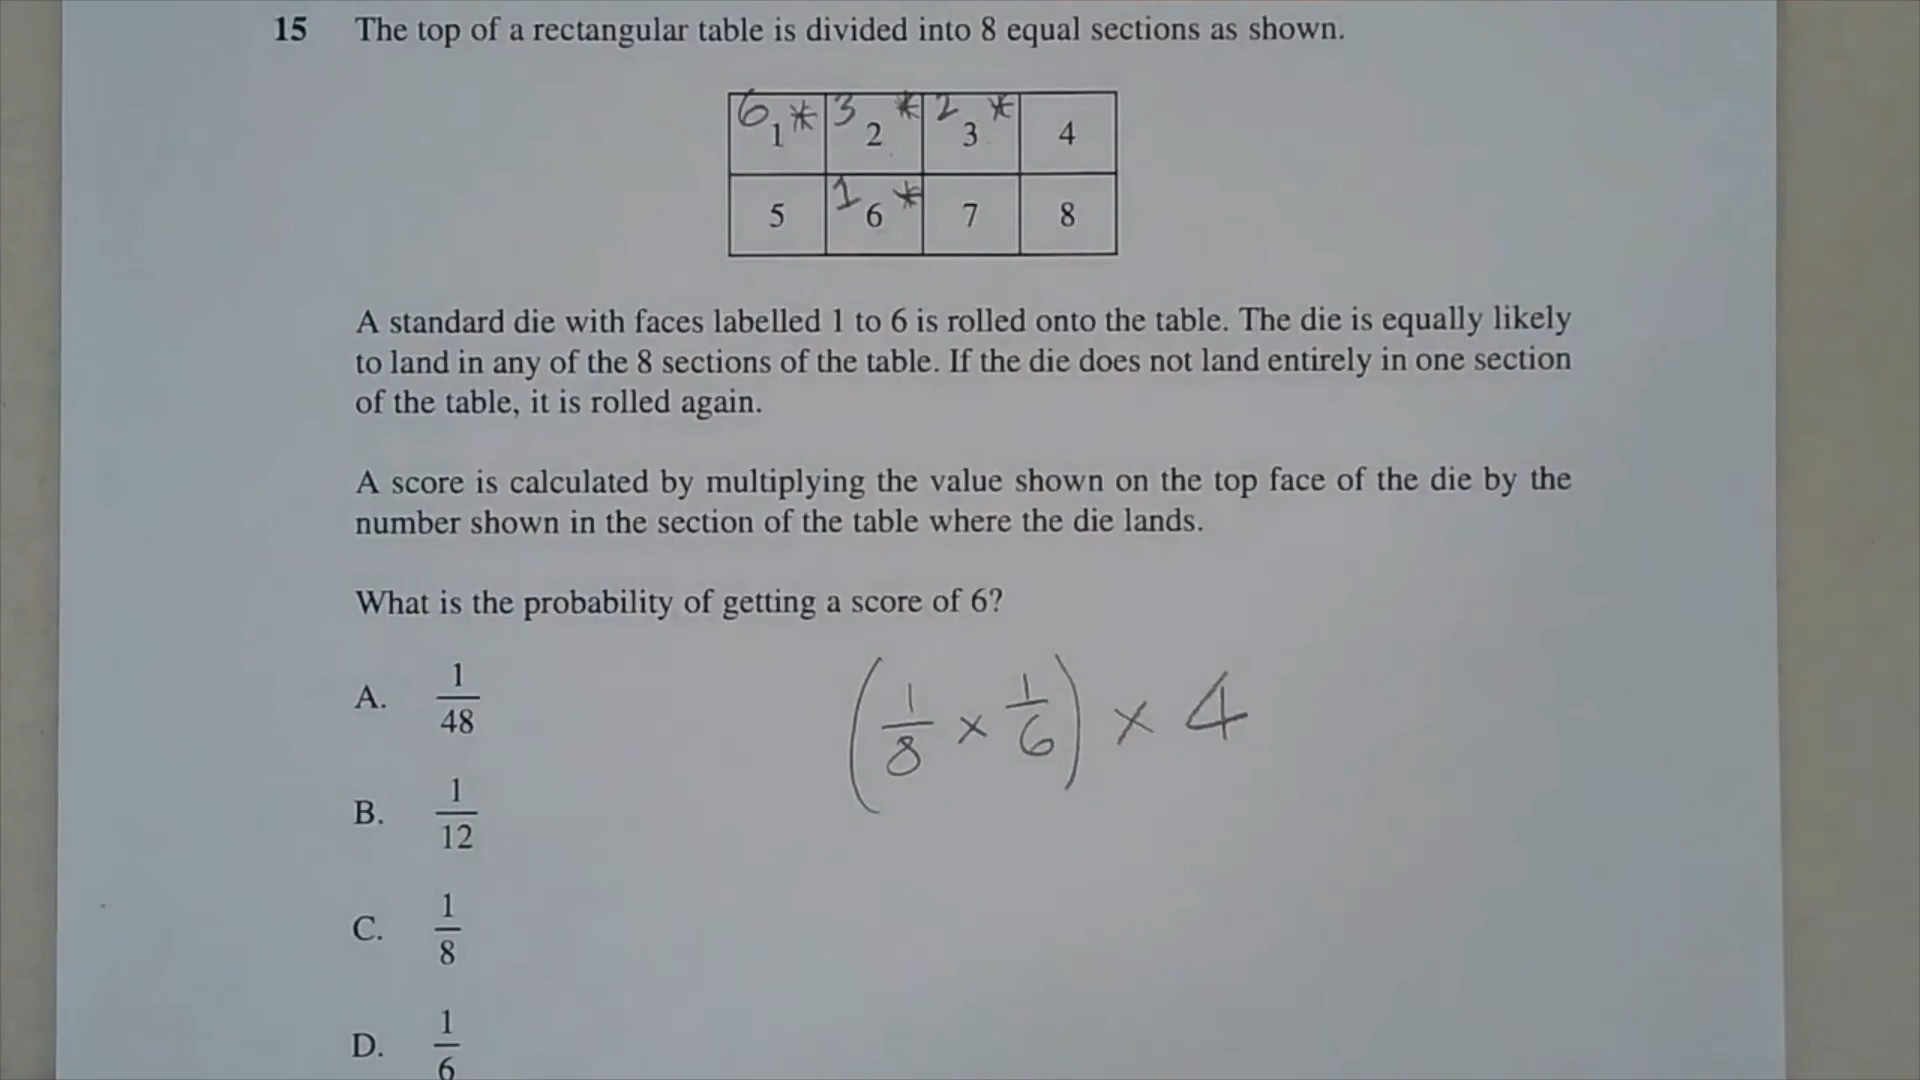 15 The top of a rectangular table is divided into 8 equal sections as shown.
6 1 * 3 2 * 2 3 * 4
5 1 6 * 7 8
A standard die with faces labelled 1 to 6 is rolled onto the table. The die is equally likely
to land in any of the 8 sections of the table. If the die does not land entirely in one section
of the table, it is rolled again.
A score is calculated by multiplying the value shown on the top face of the die by the
number shown in the section of the table where the die lands.
What is the probability of getting a score of 6?
A. 1/48
(1/8 × 1/6) × 4
B. 1/12
C. 1/8
D. 1/6